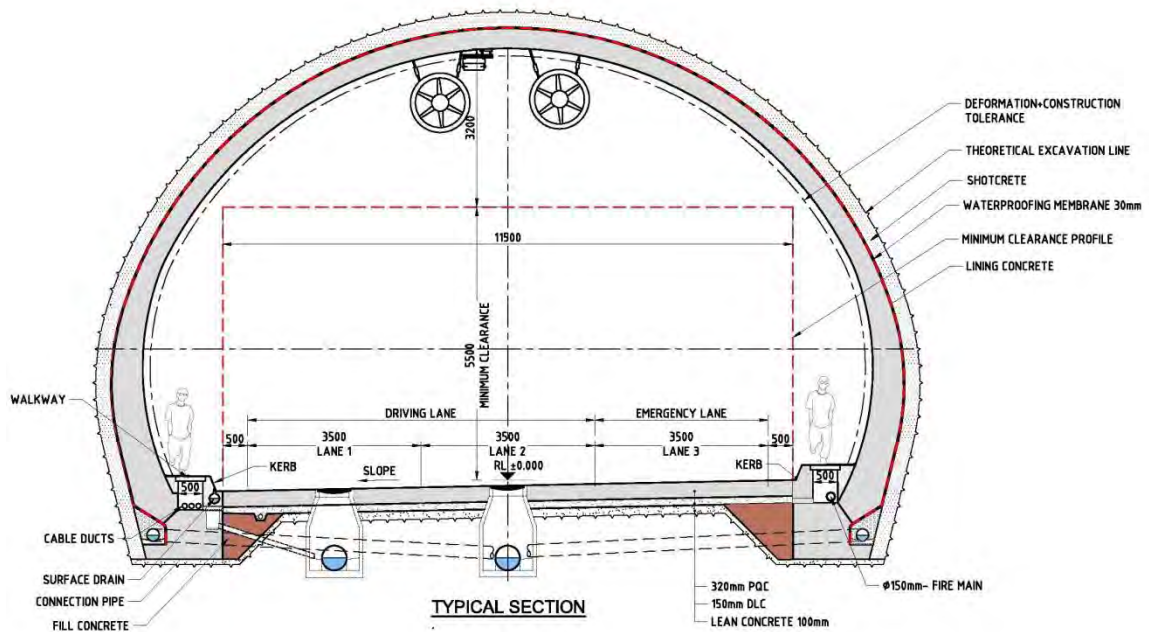 3200
DEFORMATION+CONSTRUCTION
TOLERANCE
THEORETICAL EXCAVATION LINE
SHOTCRETE
WATERPROOFING MEMBRANE 30mm
MINIMUM CLEARANCE PROFILE
LINING CONCRETE
11500
5500
MINIMUM CLEARANCE
WALKWAY
DRIVING LANE
EMERGENCY LANE
500
3500
3500
3500
500
LANE 1
LANE 2
LANE 3
RL ±0.000
KERB
SLOPE
KERB
500
500
CABLE DUCTS
SURFACE DRAIN
CONNECTION PIPE
FILL CONCRETE
Φ150mm- FIRE MAIN
320mm PQC
150mm DLC
LEAN CONCRETE 100mm
TYPICAL SECTION